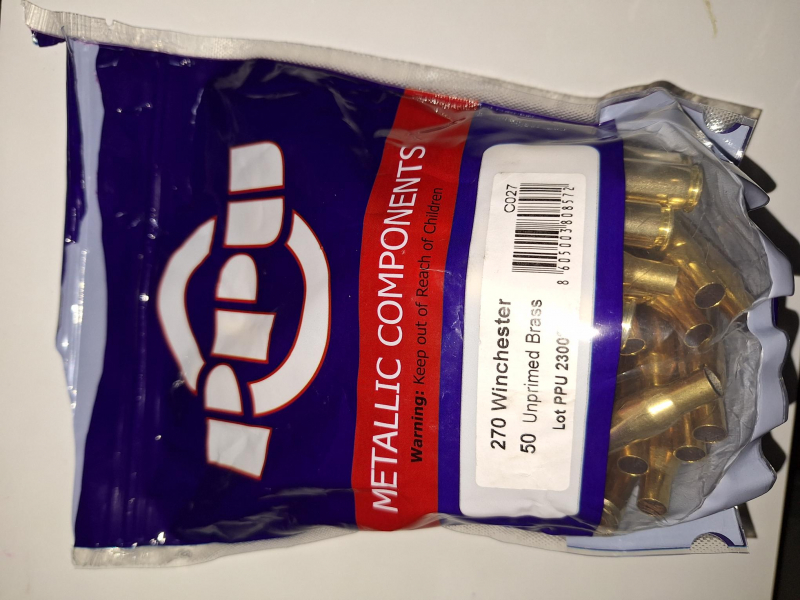 PPU
METALLIC COMPONENTS
Warning: Keep out of Reach of Children
C027
8 605003 808572
270 Winchester
50 Unprimed Brass
Lot PPU 2300